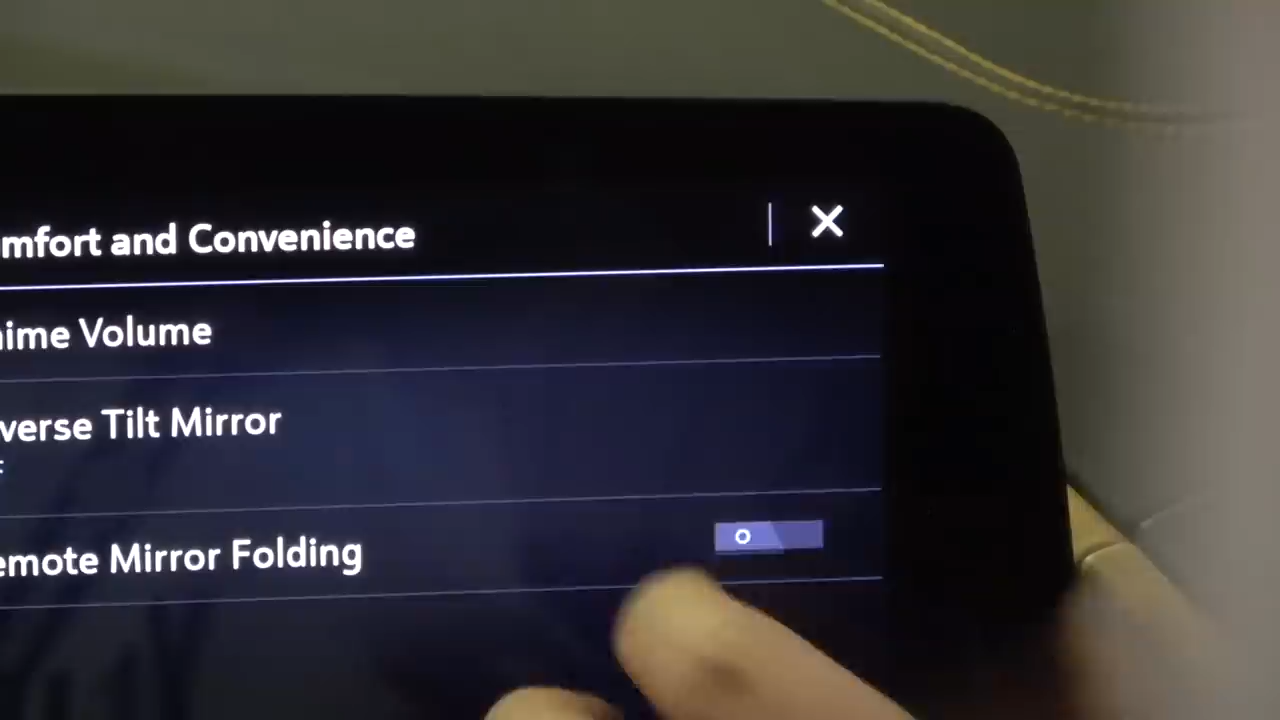 mfort and Convenience
ime Volume
verse Tilt Mirror
emote Mirror Folding